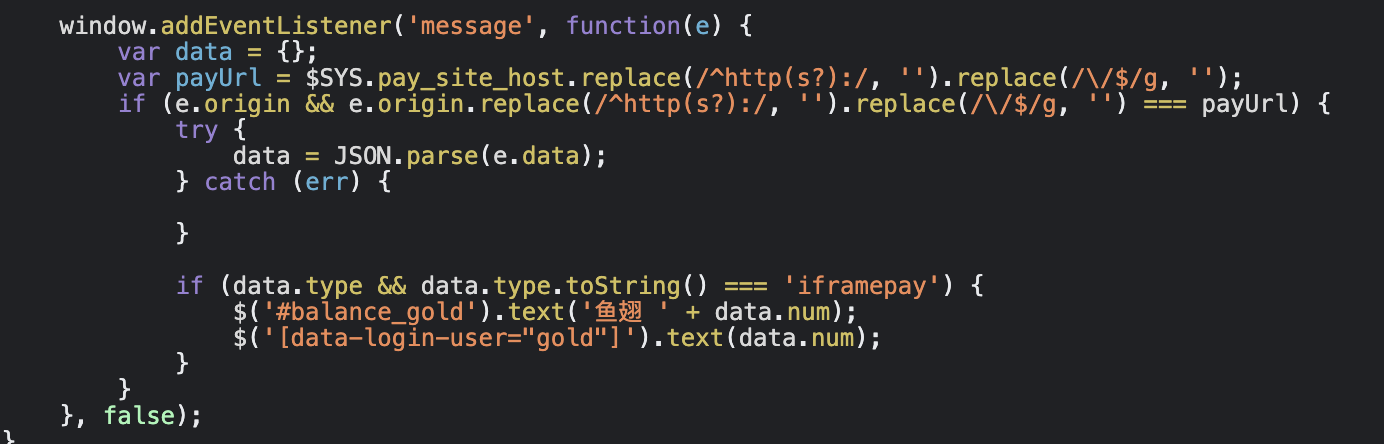 window.addEventListener('message', function(e) {
var data = {};
var payUrl = $SYS.pay_site_host.replace(/^http(s?):/, '').replace(/\/$/g, '');
if (e.origin && e.origin.replace(/^http(s?):/, '').replace(/\/$/g, '') === payUrl) {
try {
data = JSON.parse(e.data);
} catch (err) {
}
if (data.type && data.type.toString() === 'iframepay') {
$('#balance_gold').text('鱼翅 ' + data.num);
$('[data-login-user="gold"]').text(data.num);
}
}
}, false);
}